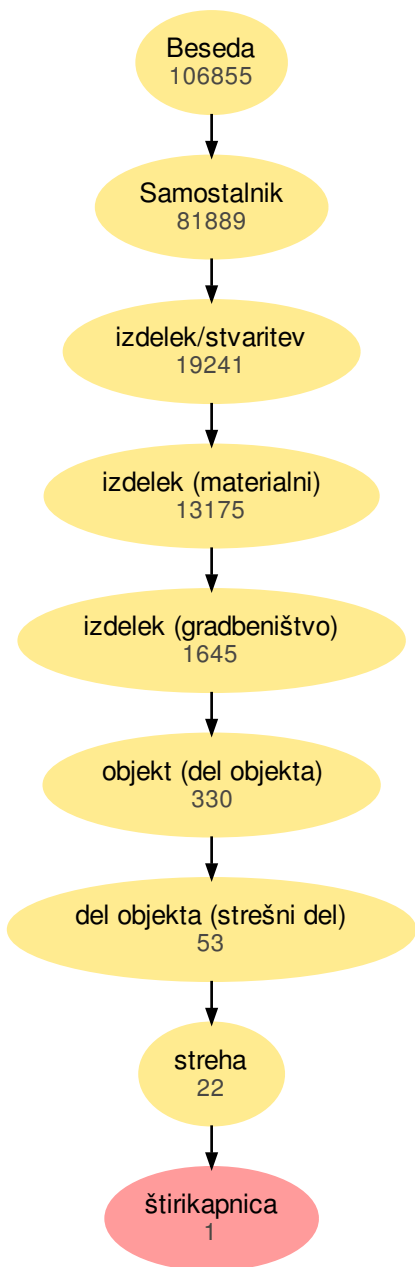 Beseda
106855
Samostalnik
81889
izdelek/stvaritev
19241
izdelek (materialni)
13175
izdelek (gradbeništvo)
1645
objekt (del objekta)
330
del objekta (strešni del)
53
streha
22
štirikapnica
1